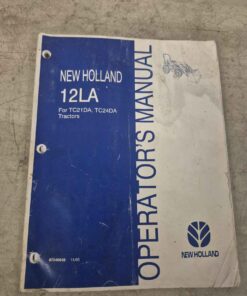 NEW HOLLAND
12LA
For TC21DA, TC24DA
Tractors
OPERATOR'S MANUAL
NEW HOLLAND